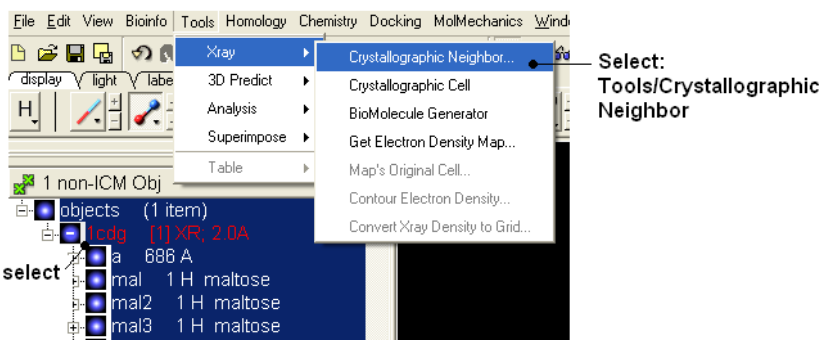 File Edit View Bioinfo Tools Homology Chemistry Docking MolMechanics Wind
Xray
Crystallographic Neighbor...
Select:
Tools/Crystallographic
Neighbor
display light labe
3D Predict
Crystallographic Cell
H
Analysis
BioMolecule Generator
Superimpose
Get Electron Density Map...
Table
Map's Original Cell...
1 non-ICM Obj
Contour Electron Density...
objects (1 item)
Convert Xray Density to Grid...
1cdg [1] XR; 2.0A
a 686 A
select
mal 1 H maltose
mal2 1 H maltose
mal3 1 H maltose